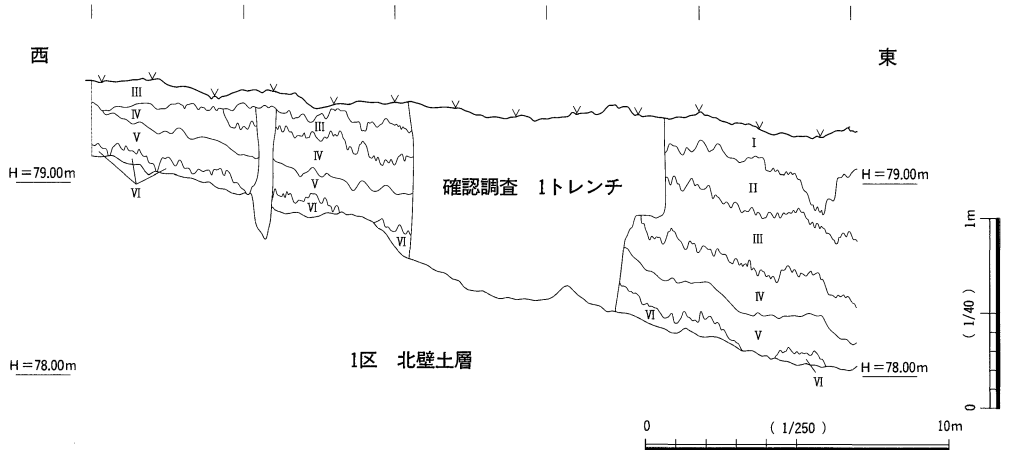 西
東
III
IV
V
VI
III
IV
V
VI
VI
確認調査 1トレンチ
I
II
III
IV
V
VI
VI
H=79.00m
H=79.00m
H=78.00m
H=78.00m
1区 北壁土層
1m
(1/40)
0
0 (1/250) 10m